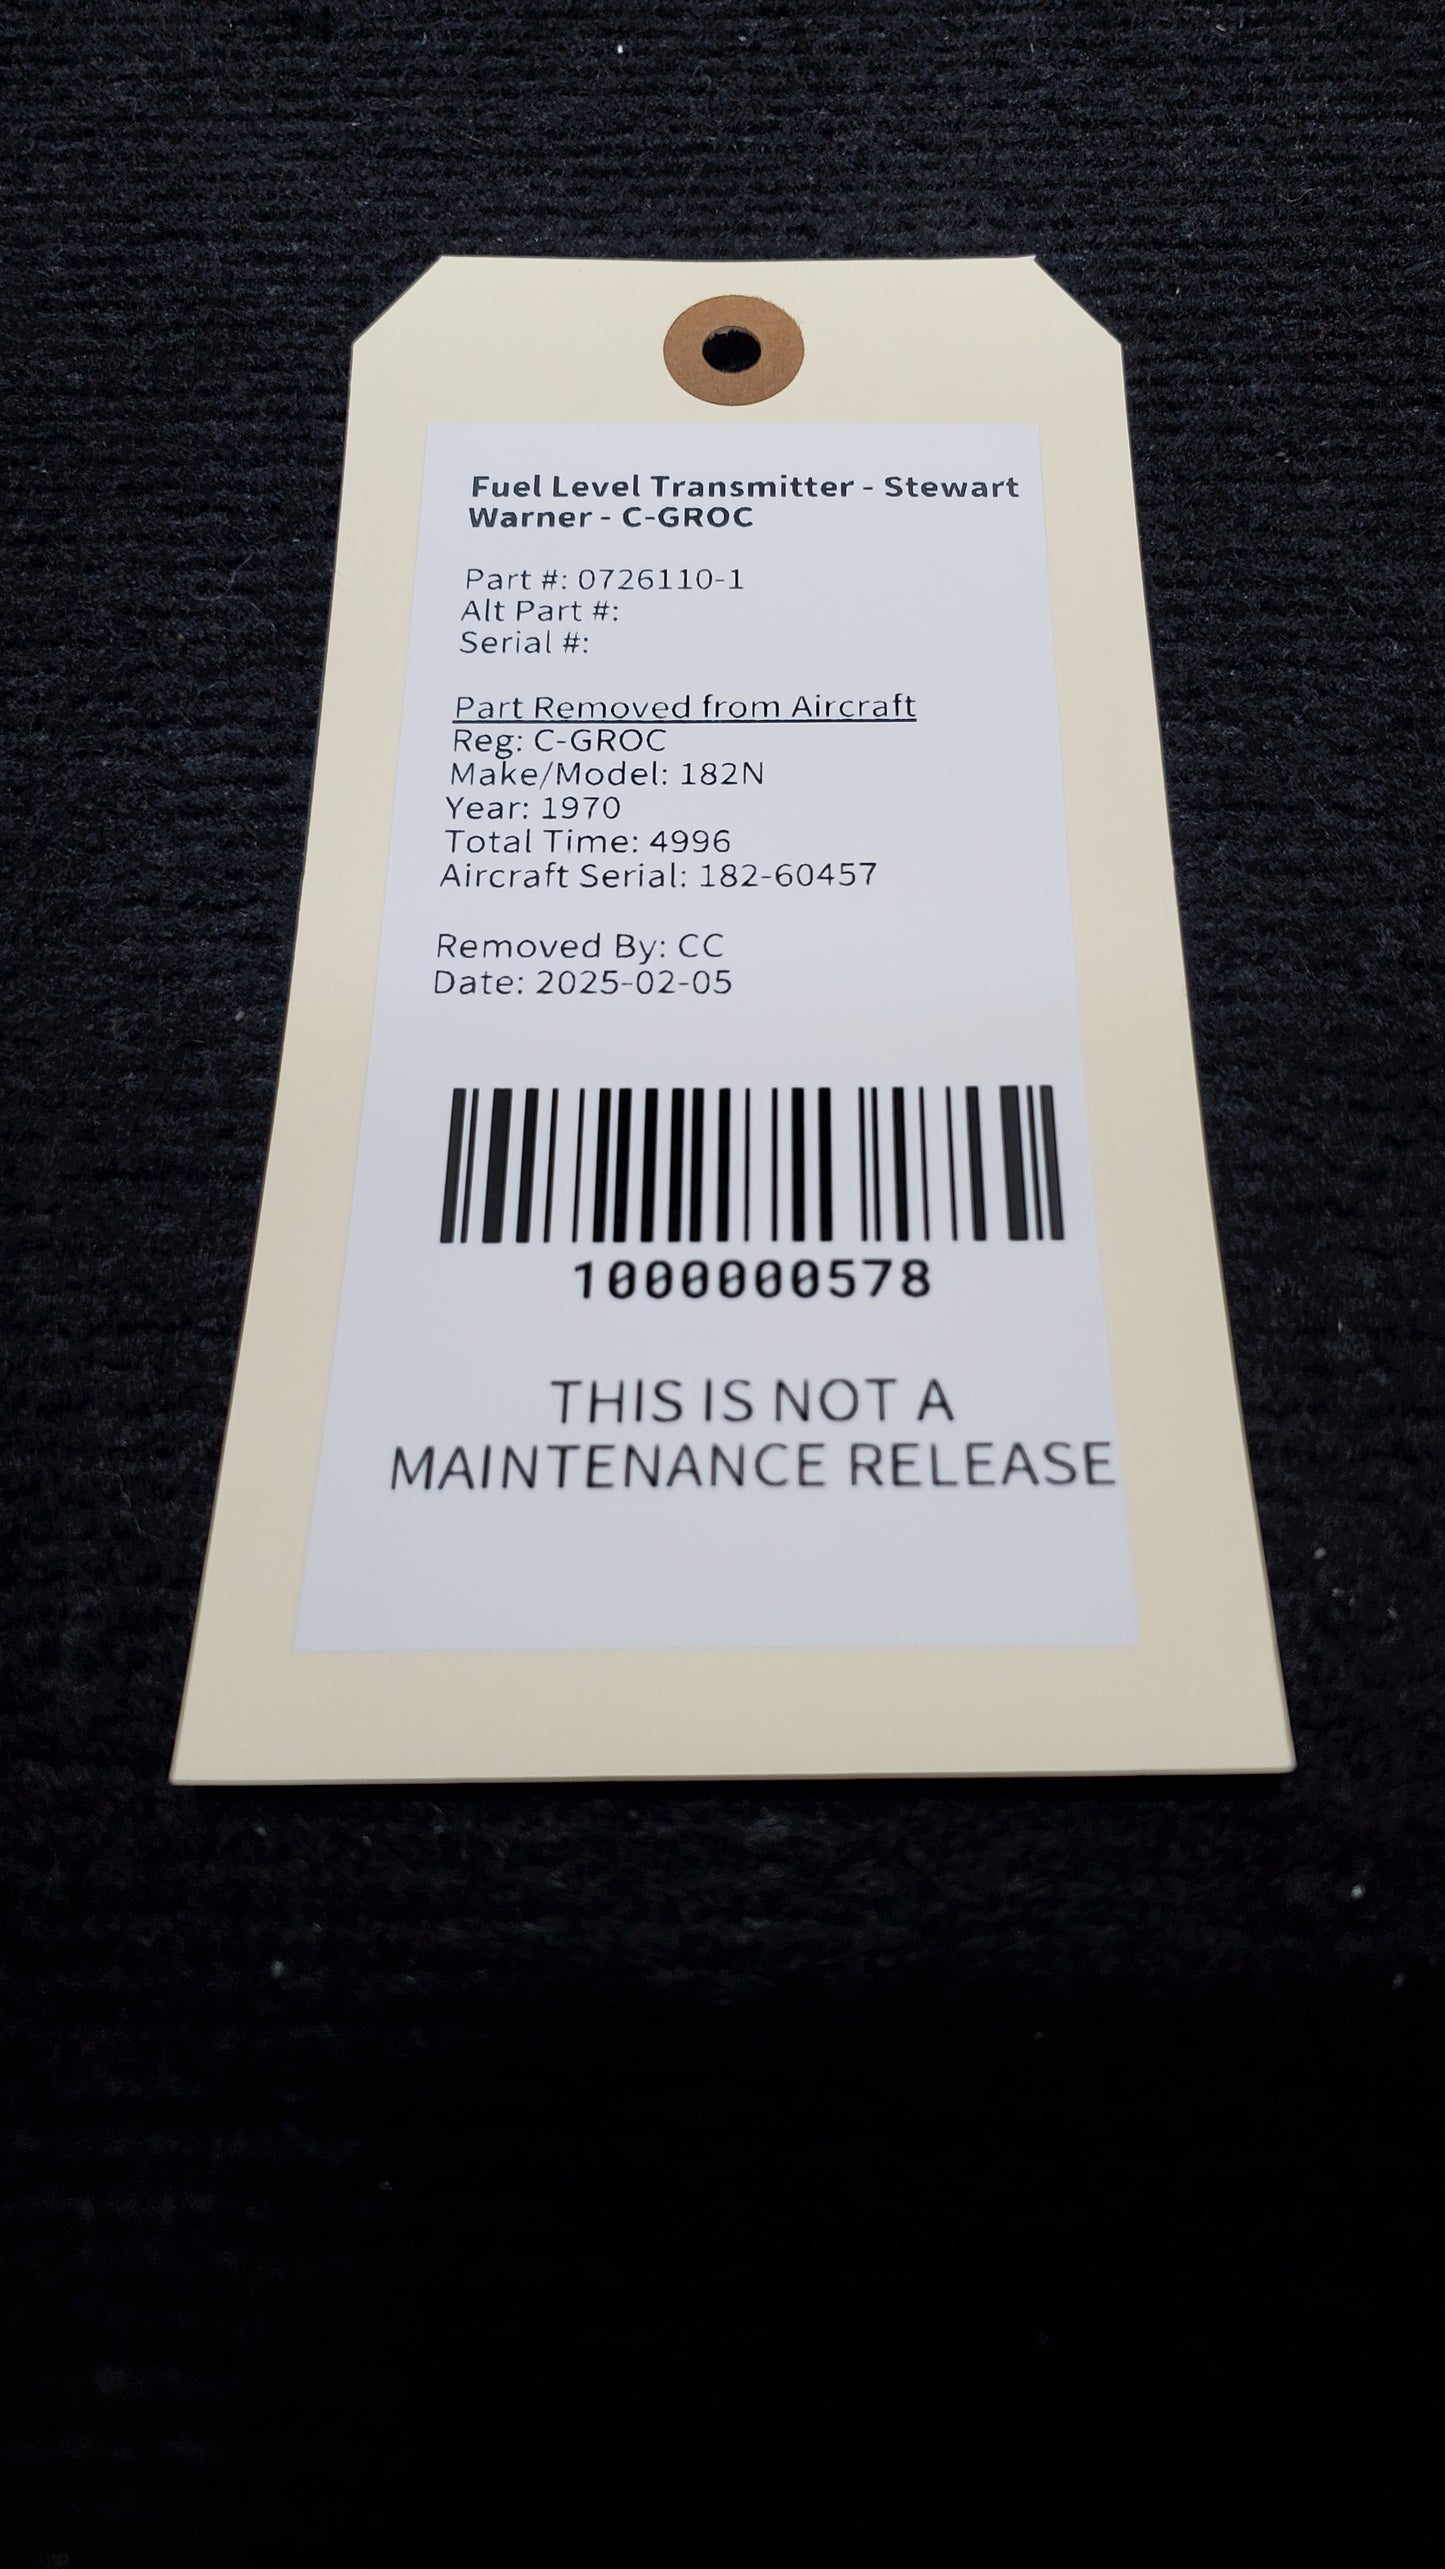 Fuel Level Transmitter - Stewart
Warner - C-GROC
Part #: 0726110-1
Alt Part #:
Serial #:
Part Removed from Aircraft
Reg: C-GROC
Make/Model: 182N
Year: 1970
Total Time: 4996
Aircraft Serial: 182-60457
Removed By: CC
Date: 2025-02-05
1000000578
THIS IS NOT A
MAINTENANCE RELEASE